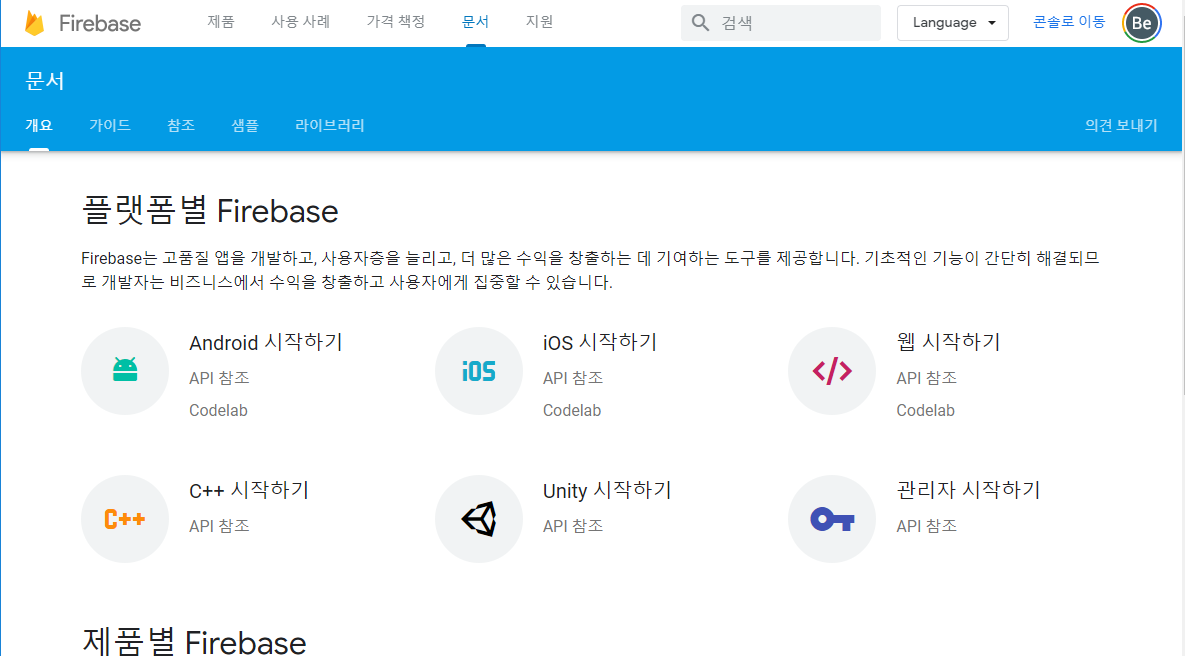 Firebase 제품 사용 사례 가격 책정 문서 지원 검색 Language 콘솔로 이동 Be
문서
개요 가이드 참조 샘플 라이브러리 의견 보내기
플랫폼별 Firebase
Firebase는 고품질 앱을 개발하고, 사용자층을 늘리고, 더 많은 수익을 창출하는 데 기여하는 도구를 제공합니다. 기초적인 기능이 간단히 해결되므
로 개발자는 비즈니스에서 수익을 창출하고 사용자에게 집중할 수 있습니다.
Android 시작하기
API 참조
Codelab
iOS
iOS 시작하기
API 참조
Codelab
</>
웹 시작하기
API 참조
Codelab
C++
C++ 시작하기
API 참조
Unity 시작하기
API 참조
관리자 시작하기
API 참조
제품별 Firebase